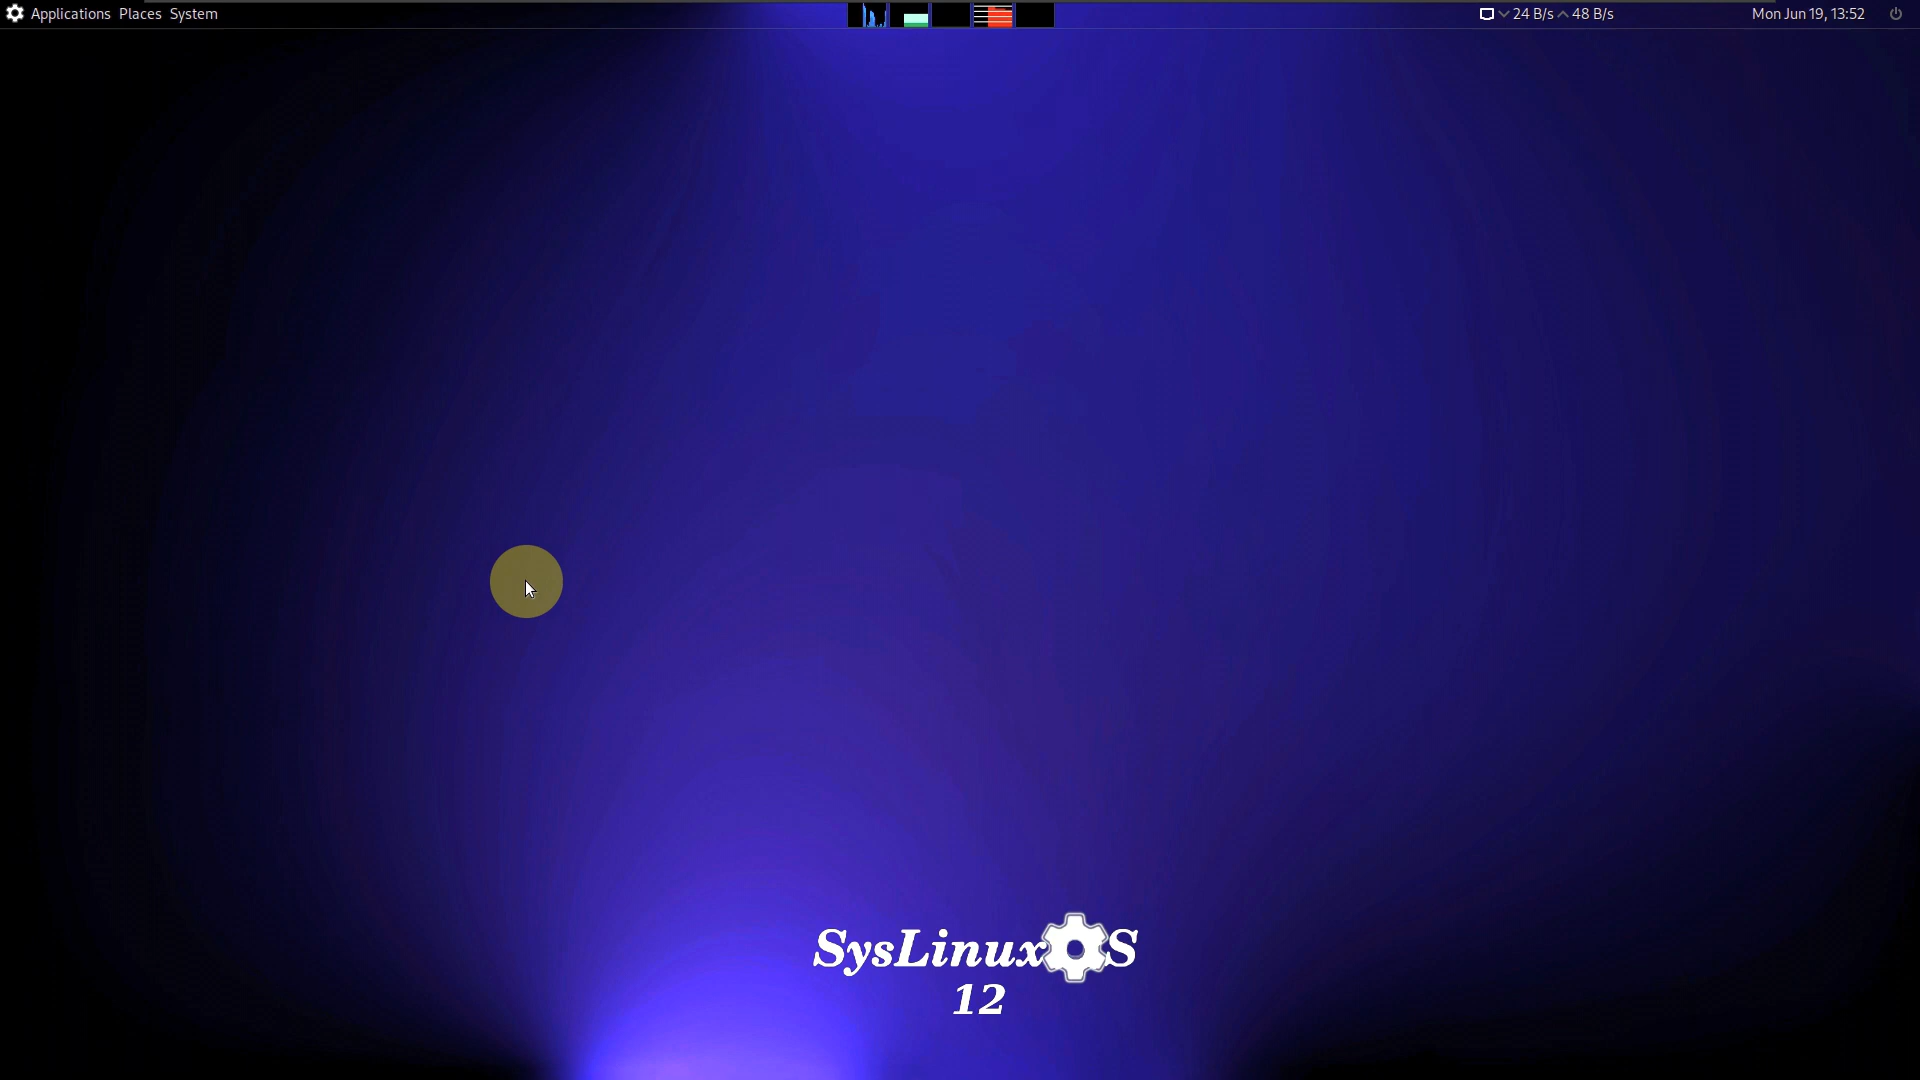 Applications Places System
24 B/s 48 B/s
Mon Jun 19, 13:52
SysLinuxOS
12